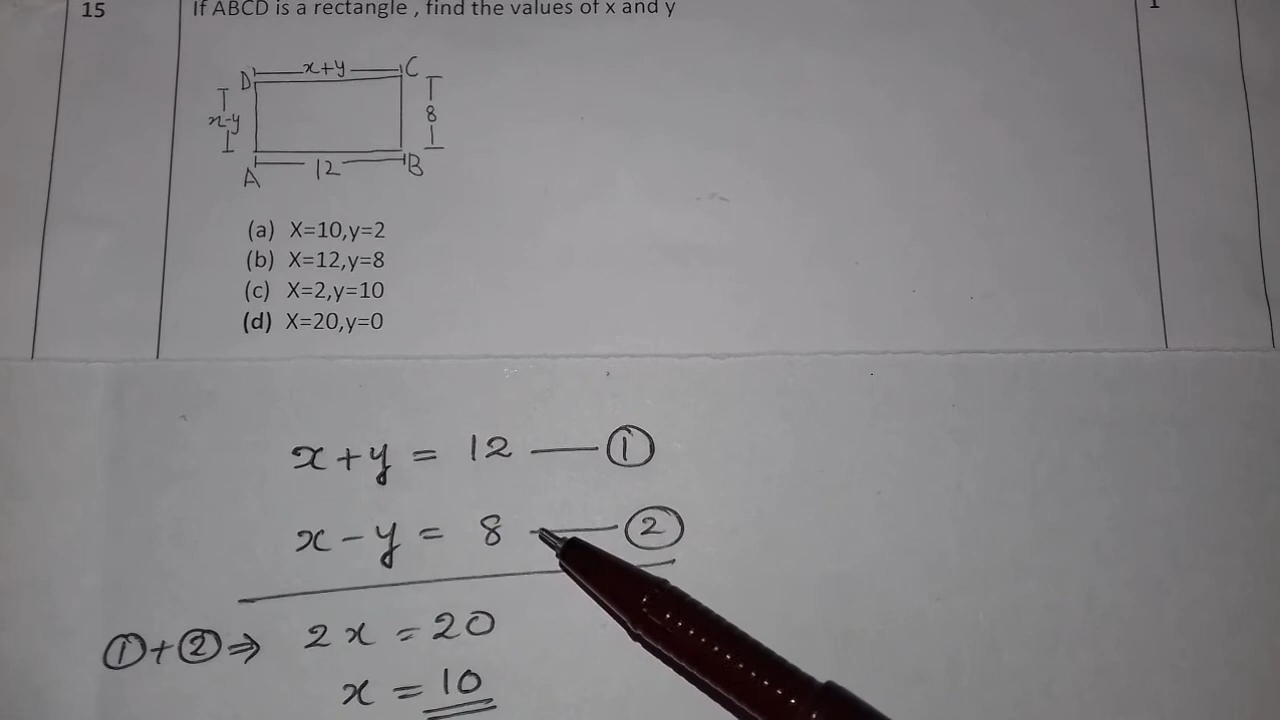 15 If ABCD is a rectangle , find the values of x and y 1
D x+y C
x-y 8
A 12 B
(a) X=10,y=2
(b) X=12,y=8
(c) X=2,y=10
(d) X=20,y=0
x+y = 12 — ①
x-y = 8 — ②
①+② ⇒ 2x = 20
x = 10